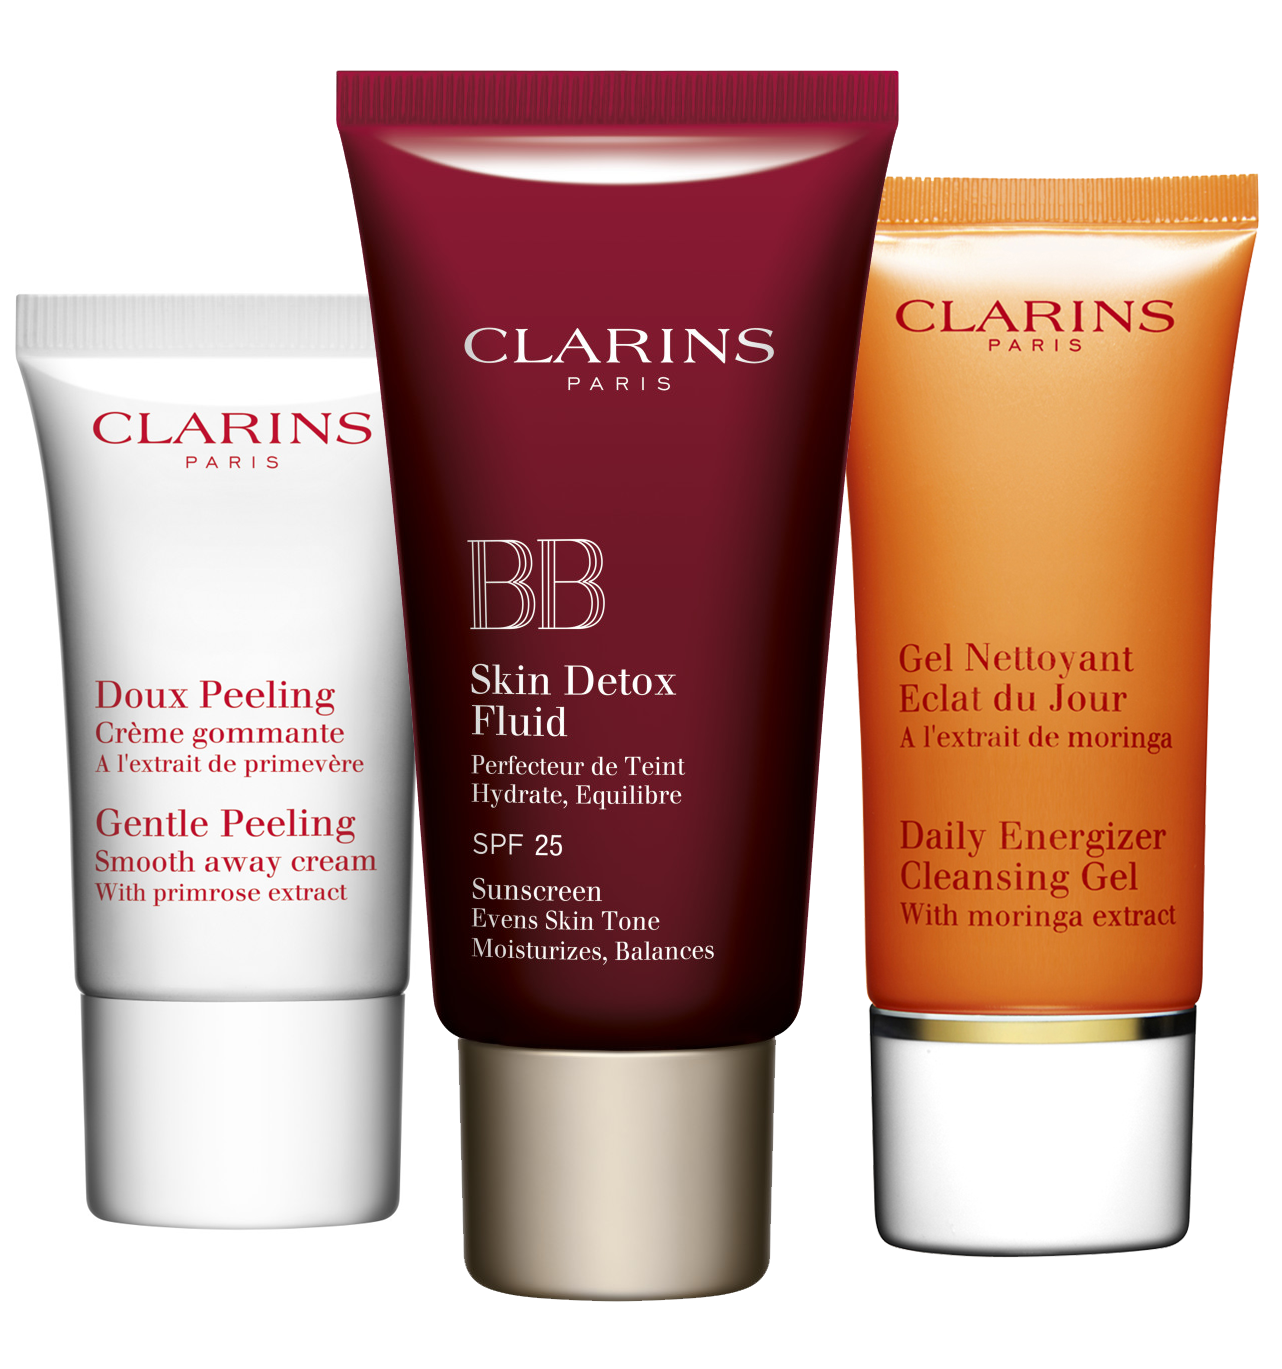 CLARINS
PARIS
Doux Peeling
Crème gommante
A l'extrait de primevère
Gentle Peeling
Smooth away cream
With primrose extract
CLARINS
PARIS
BB
Skin Detox
Fluid
Perfecteur de Teint
Hydrate, Equilibre
SPF 25
Sunscreen
Evens Skin Tone
Moisturizes, Balances
CLARINS
PARIS
Gel Nettoyant
Eclat du Jour
A l'extrait de moringa
Daily Energizer
Cleansing Gel
With moringa extract